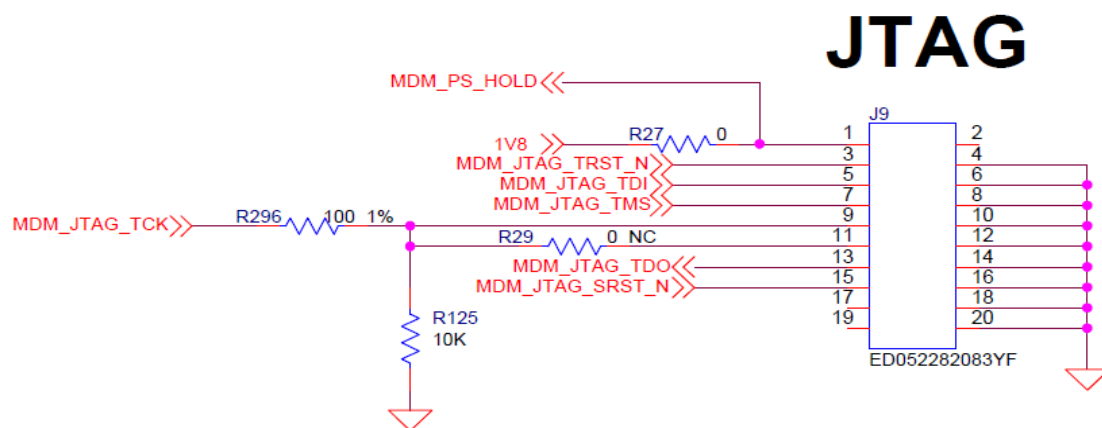 JTAG
MDM_PS_HOLD
J9
1V8 R27 0 1 2
MDM_JTAG_TRST_N 3 4
MDM_JTAG_TDI 5 6
MDM_JTAG_TMS 7 8
MDM_JTAG_TCK R296 100 1% 9 10
R29 0 NC 11 12
MDM_JTAG_TDO 13 14
MDM_JTAG_SRST_N 15 16
17 18
R125 19 20
10K
ED052282083YF